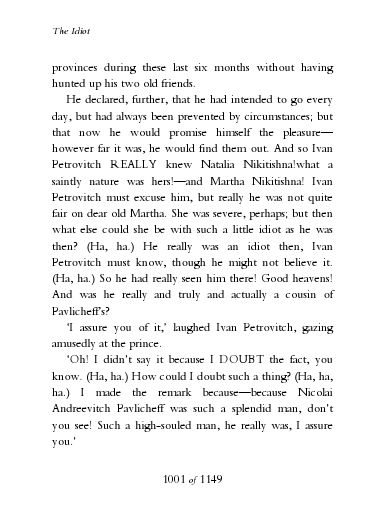 The Idiot
provinces during these last six months without having
hunted up his two old friends.
He declared, further, that he had intended to go every
day, but had always been prevented by circumstances; but
that now he would promise himself the pleasure—
however far it was, he would find them out. And so Ivan
Petrovitch REALLY knew Natalia Nikitishna!what a
saintly nature was hers!—and Martha Nikitishna! Ivan
Petrovitch must excuse him, but really he was not quite
fair on dear old Martha. She was severe, perhaps; but then
what else could she be with such a little idiot as he was
then? (Ha, ha.) He really was an idiot then, Ivan
Petrovitch must know, though he might not believe it.
(Ha, ha.) So he had really seen him there! Good heavens!
And was he really and truly and actually a cousin of
Pavlicheff's?
'I assure you of it,' laughed Ivan Petrovitch, gazing
amusedly at the prince.
'Oh! I didn't say it because I DOUBT the fact, you
know. (Ha, ha.) How could I doubt such a thing? (Ha, ha,
ha.) I made the remark because—because Nicolai
Andreevitch Pavlicheff was such a splendid man, don't
you see! Such a high-souled man, he really was, I assure
you.'
1001 of 1149